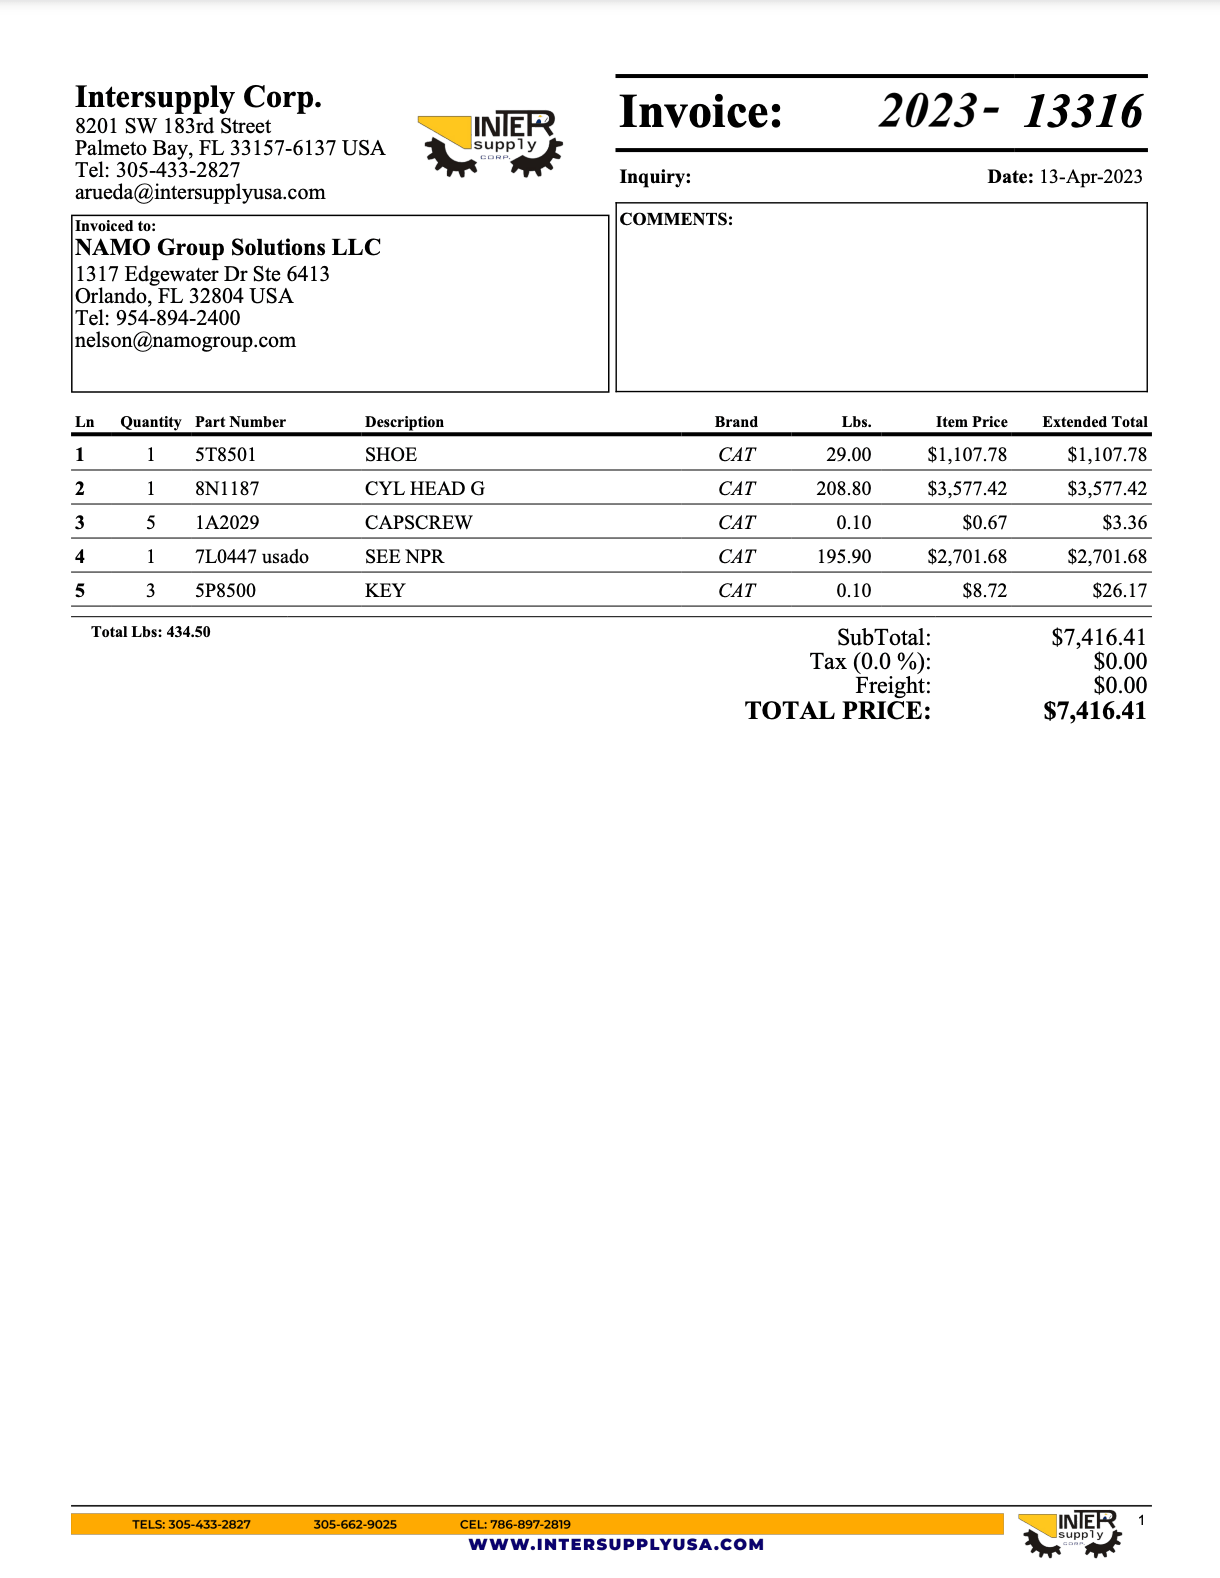 Intersupply Corp.
8201 SW 183rd Street
Palmeto Bay, FL 33157-6137 USA
Tel: 305-433-2827
arueda@intersupplyusa.com
INTER
supply
CORP.
Invoice: 2023- 13316
Inquiry: Date: 13-Apr-2023
Invoiced to:
NAMO Group Solutions LLC
1317 Edgewater Dr Ste 6413
Orlando, FL 32804 USA
Tel: 954-894-2400
nelson@namogroup.com
COMMENTS:
Ln Quantity Part Number Description Brand Lbs. Item Price Extended Total
1 1 5T8501 SHOE CAT 29.00 $1,107.78 $1,107.78
2 1 8N1187 CYL HEAD G CAT 208.80 $3,577.42 $3,577.42
3 5 1A2029 CAPSCREW CAT 0.10 $0.67 $3.36
4 1 7L0447 usado SEE NPR CAT 195.90 $2,701.68 $2,701.68
5 3 5P8500 KEY CAT 0.10 $8.72 $26.17
Total Lbs: 434.50
SubTotal: $7,416.41
Tax (0.0 %): $0.00
Freight: $0.00
TOTAL PRICE: $7,416.41
TELS: 305-433-2827 305-662-9025 CEL: 786-897-2819
WWW.INTERSUPPLYUSA.COM
INTER
supply
CORP.
1